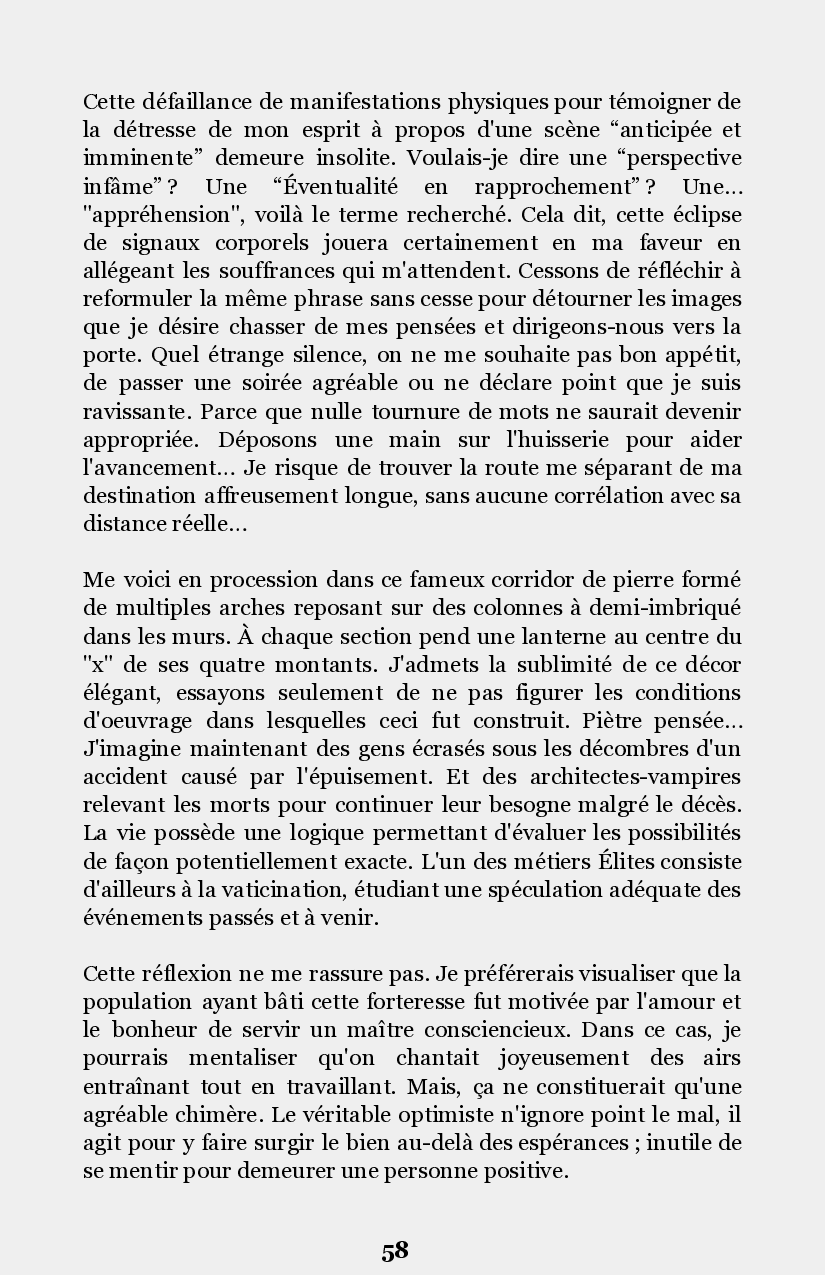 Cette défaillance de manifestations physiques pour témoigner de
la détresse de mon esprit à propos d'une scène “anticipée et
imminente” demeure insolite. Voulais-je dire une “perspective
infâme” ? Une “Éventualité en rapprochement” ? Une...
"appréhension", voilà le terme recherché. Cela dit, cette éclipse
de signaux corporels jouera certainement en ma faveur en
allégeant les souffrances qui m'attendent. Cessons de réfléchir à
reformuler la même phrase sans cesse pour détourner les images
que je désire chasser de mes pensées et dirigeons-nous vers la
porte. Quel étrange silence, on ne me souhaite pas bon appétit,
de passer une soirée agréable ou ne déclare point que je suis
ravissante. Parce que nulle tournure de mots ne saurait devenir
appropriée. Déposons une main sur l'huisserie pour aider
l'avancement... Je risque de trouver la route me séparant de ma
destination affreusement longue, sans aucune corrélation avec sa
distance réelle...
Me voici en procession dans ce fameux corridor de pierre formé
de multiples arches reposant sur des colonnes à demi-imbriqué
dans les murs. À chaque section pend une lanterne au centre du
"x" de ses quatre montants. J'admets la sublimité de ce décor
élégant, essayons seulement de ne pas figurer les conditions
d'oeuvrage dans lesquelles ceci fut construit. Piètre pensée...
J'imagine maintenant des gens écrasés sous les décombres d'un
accident causé par l'épuisement. Et des architectes-vampires
relevant les morts pour continuer leur besogne malgré le décès.
La vie possède une logique permettant d'évaluer les possibilités
de façon potentiellement exacte. L'un des métiers Élites consiste
d'ailleurs à la vaticination, étudiant une spéculation adéquate des
événements passés et à venir.
Cette réflexion ne me rassure pas. Je préférerais visualiser que la
population ayant bâti cette forteresse fut motivée par l'amour et
le bonheur de servir un maître consciencieux. Dans ce cas, je
pourrais mentaliser qu'on chantait joyeusement des airs
entraînant tout en travaillant. Mais, ça ne constituerait qu'une
agréable chimère. Le véritable optimiste n'ignore point le mal, il
agit pour y faire surgir le bien au-delà des espérances ; inutile de
se mentir pour demeurer une personne positive.
58